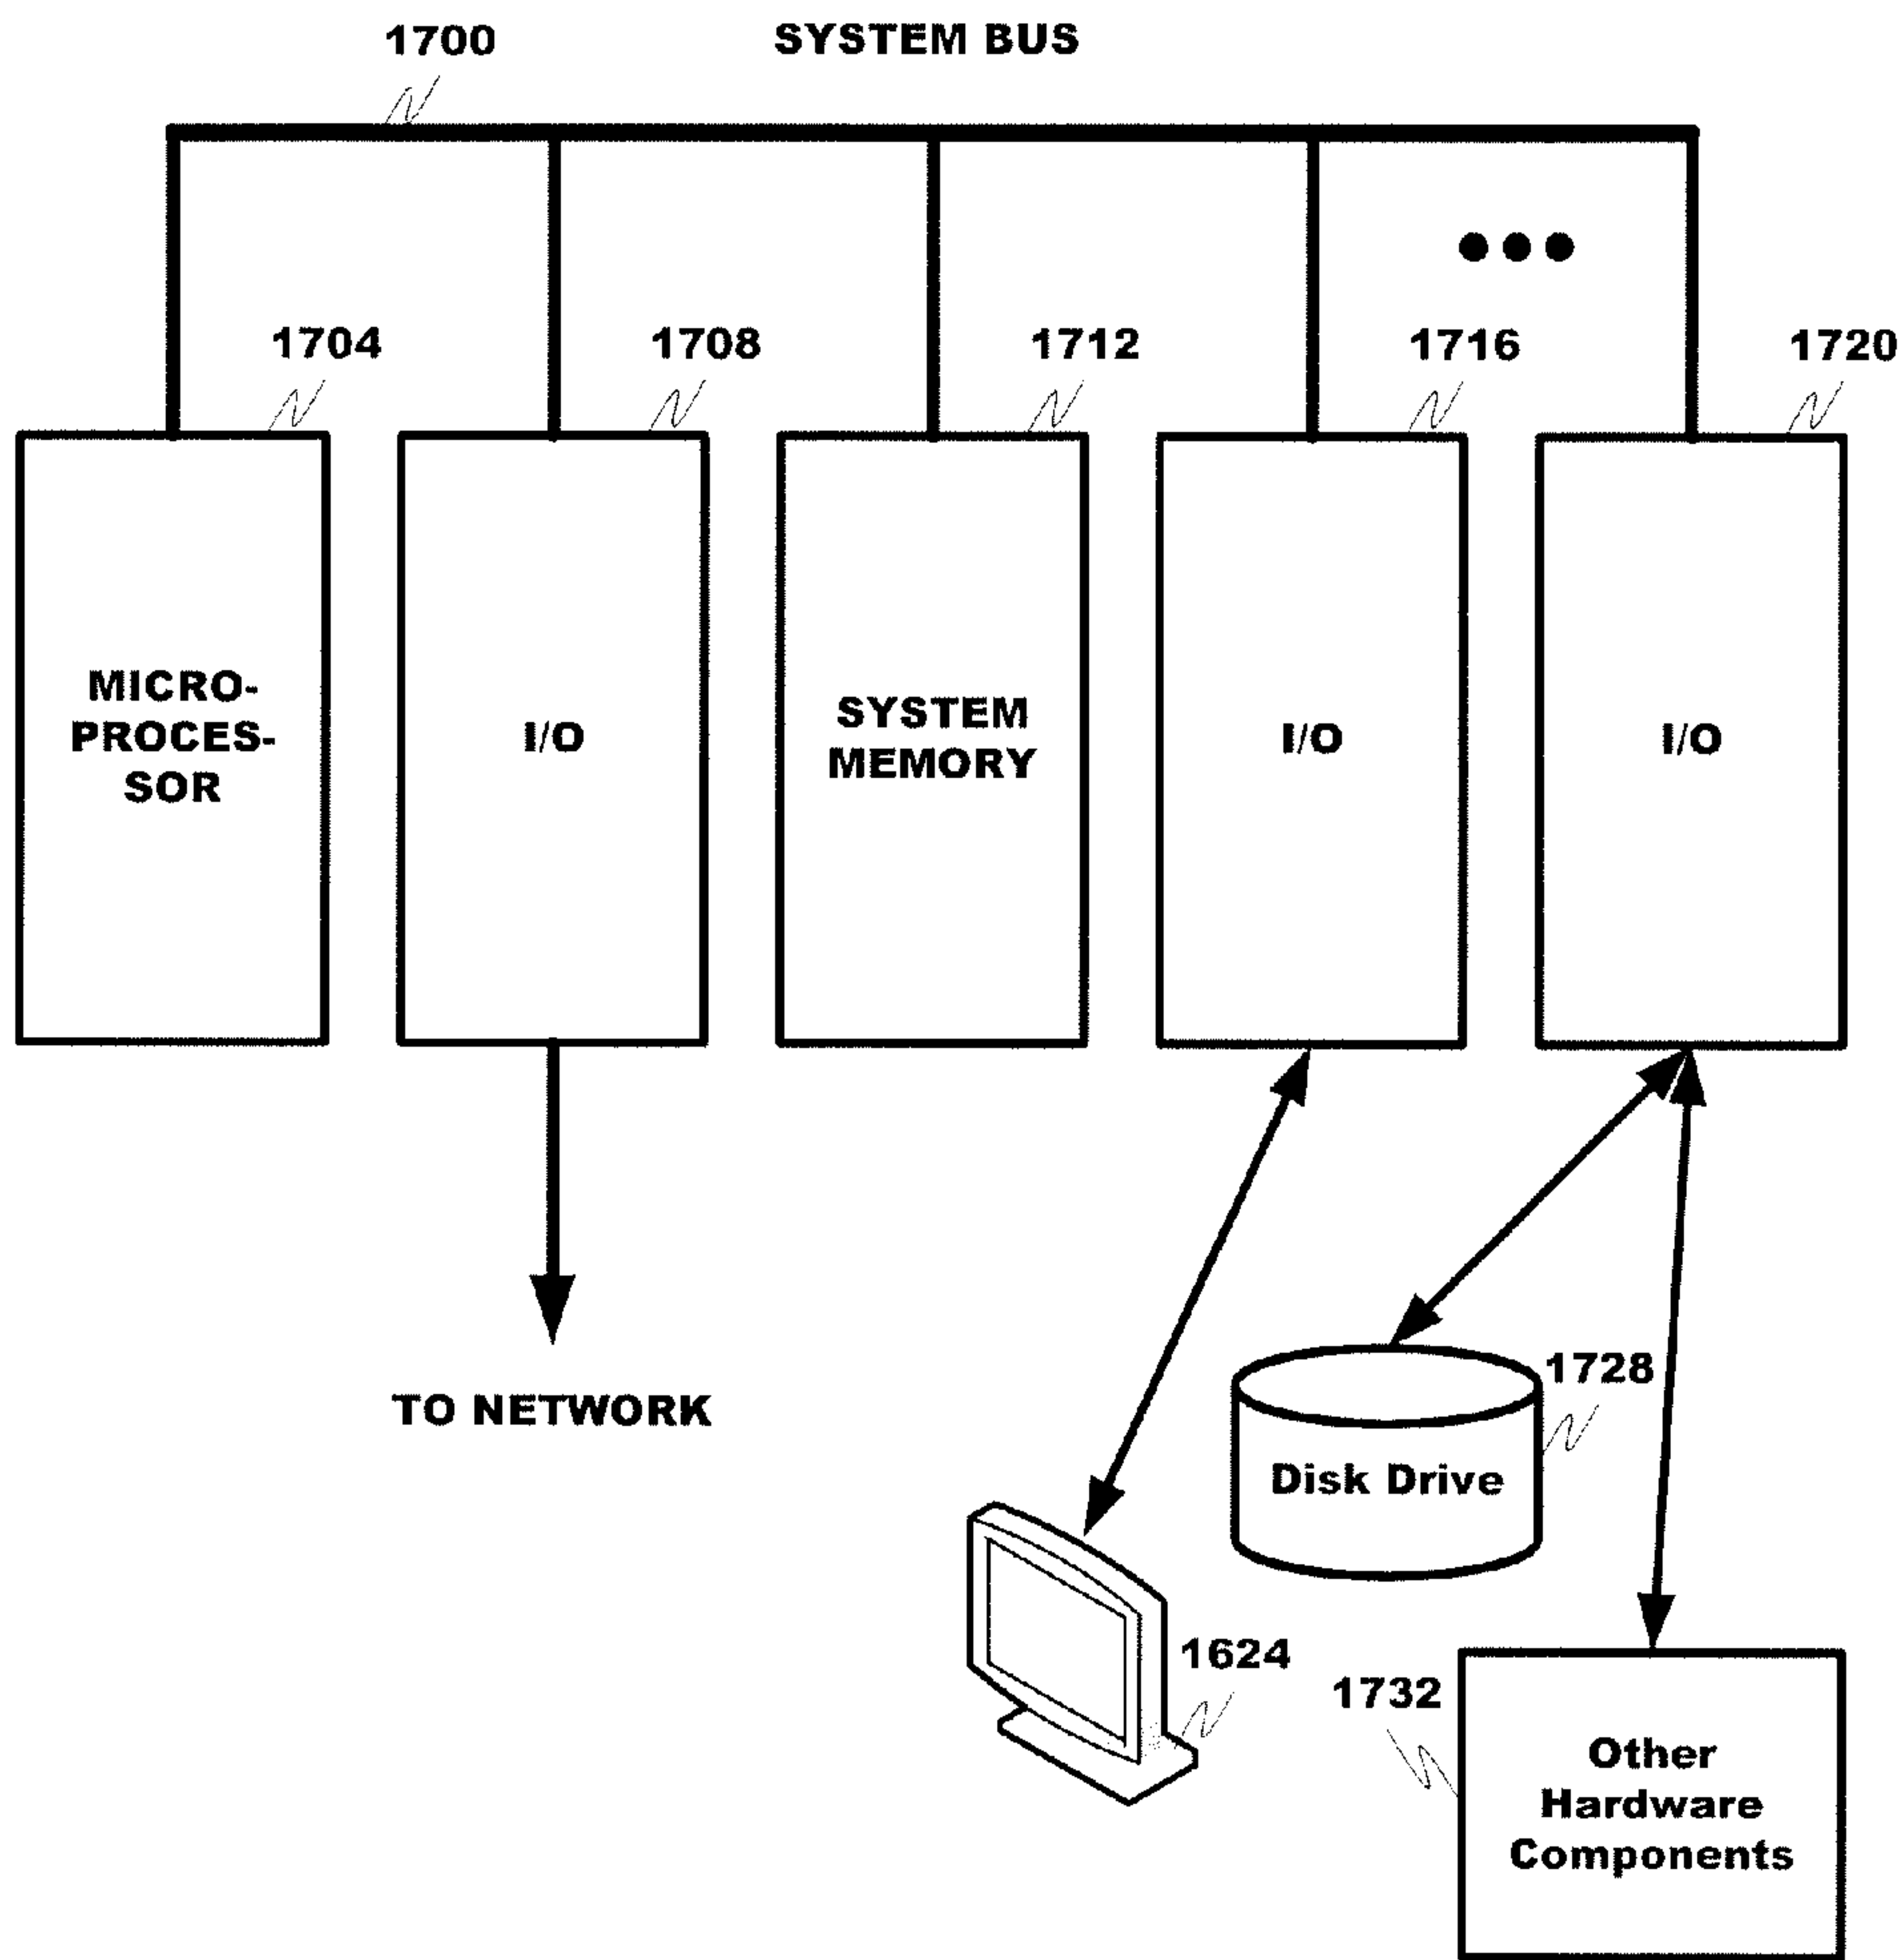 1700
SYSTEM BUS
1704
1708
1712
1716
1720
MICRO-
PROCES-
SOR
I/O
SYSTEM
MEMORY
I/O
I/O
TO NETWORK
1728
Disk Drive
1624
1732
Other
Hardware
Components